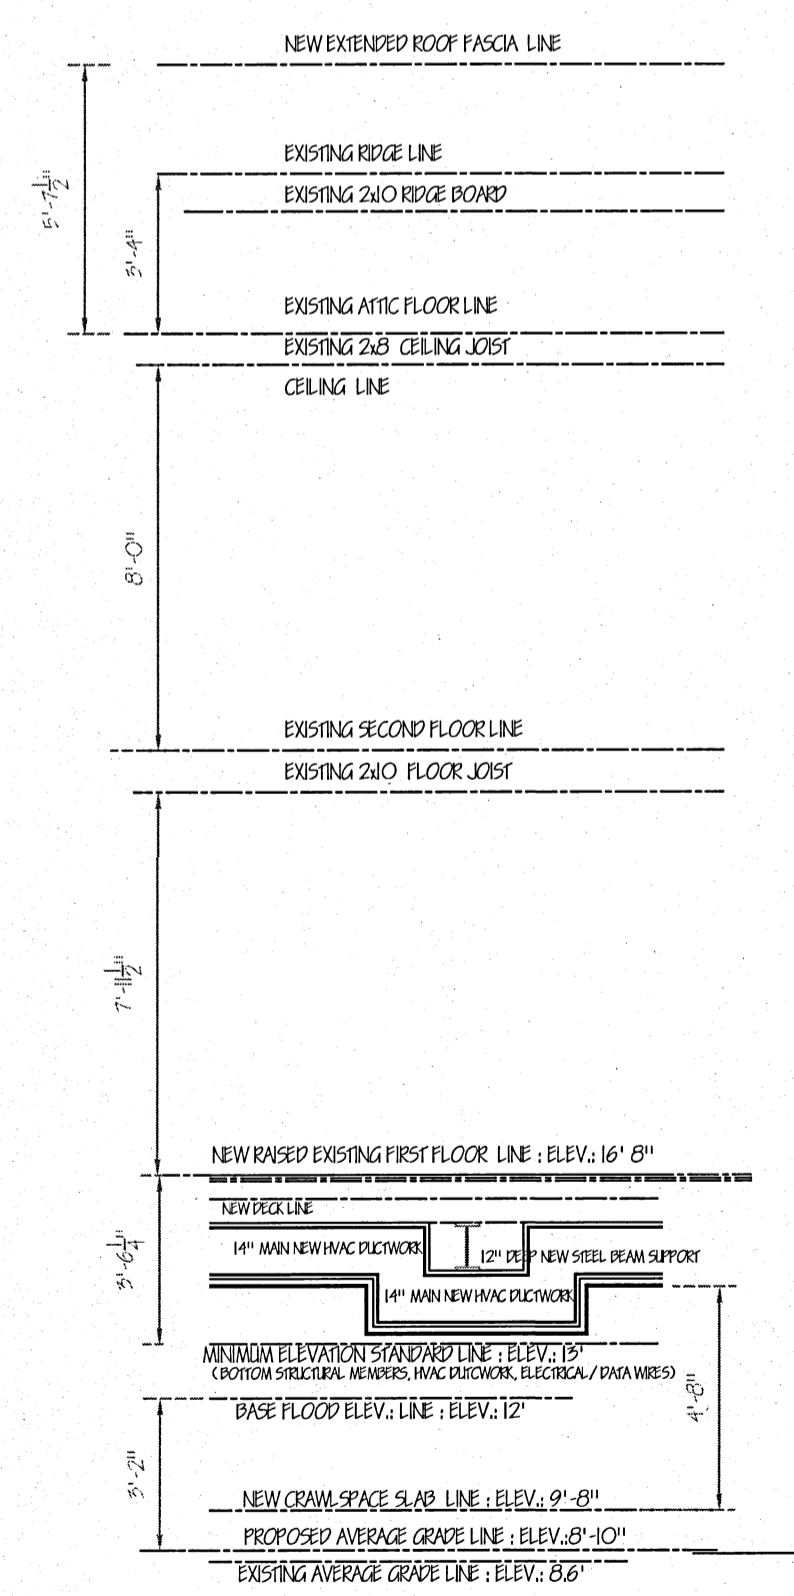 NEW EXTENDED ROOF FASCIA LINE
EXISTING RIDGE LINE
5'-7 1/2"
EXISTING 2x10 RIDGE BOARD
3'-4"
EXISTING ATTIC FLOOR LINE
EXISTING 2x8 CEILING JOIST
CEILING LINE
8'-0"
EXISTING SECOND FLOOR LINE
EXISTING 2x10 FLOOR JOIST
7'-11 1/2"
NEW RAISED EXISTING FIRST FLOOR LINE : ELEV.: 16' 8"
NEW DECK LINE
14" MAIN NEW HVAC DUCTWORK
12" DEEP NEW STEEL BEAM SUPPORT
3'-6 1/4"
14" MAIN NEW HVAC DUCTWORK
MINIMUM ELEVATION STANDARD LINE : ELEV.: 13'
(BOTTOM STRUCTURAL MEMBERS, HVAC DUTCWORK, ELECTRICAL / DATA WIRES)
4'-8"
BASE FLOOD ELEV.: LINE : ELEV.: 12'
3'-2"
NEW CRAWLSPACE SLAB LINE : ELEV.: 9'-8"
PROPOSED AVERAGE GRADE LINE : ELEV.:8'-10"
EXISTING AVERAGE GRADE LINE : ELEV.: 8.6'